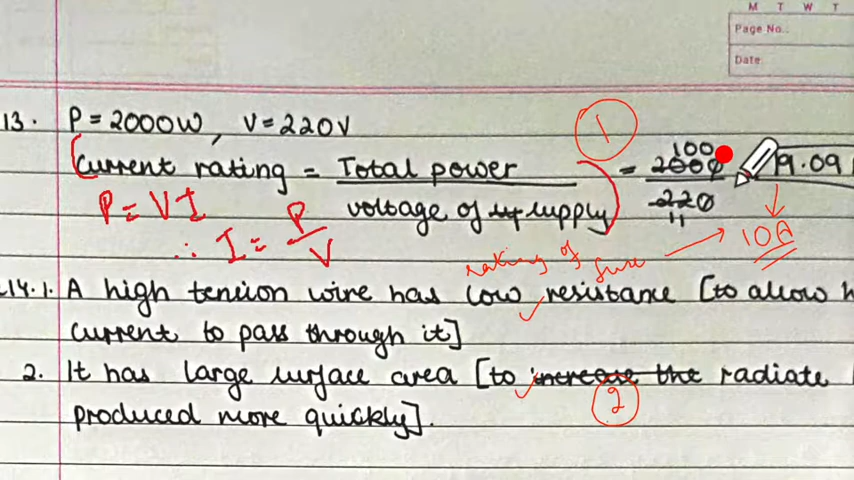 M T W T
Page No.:
Date:
13. P = 2000W, V = 220V
1
Current rating = Total power / voltage of supply = 2000 / 220 9.09
100
11
P = VI
∴ I = P/V
10A
rating of fuse
14.1. A high tension wire has low resistance [to allow h
current to pass through it]
2. It has large surface area [to increase the radiate
produced more quickly].
2